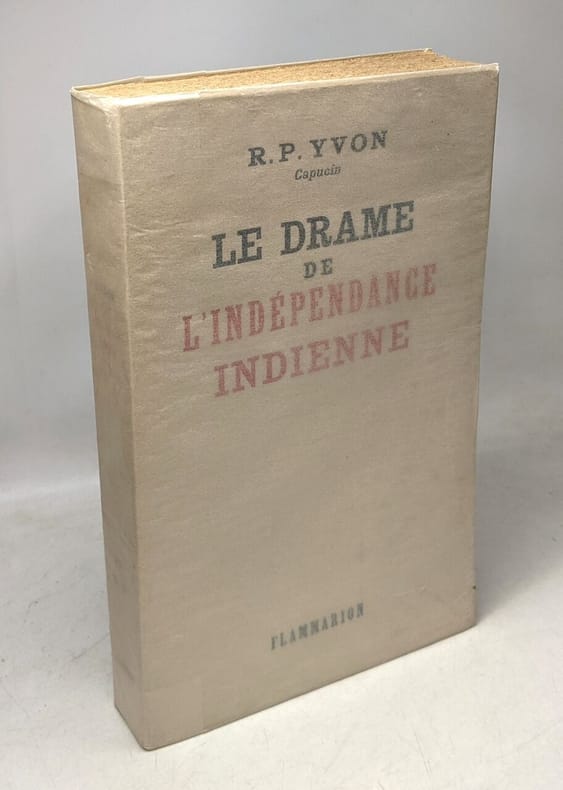 R.P. YVON
Capucin
LE DRAME
DE
L'INDÉPENDANCE
INDIENNE
FLAMMARION